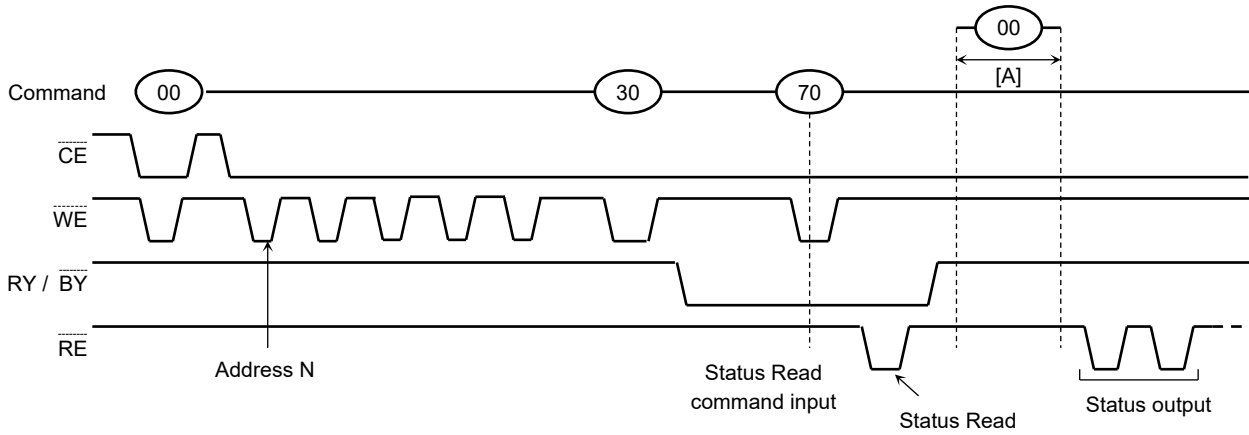 00
[A]
Command 00 30 70
CE
WE
RY / BY
RE
Address N
Status Read
command input
Status Read
Status output